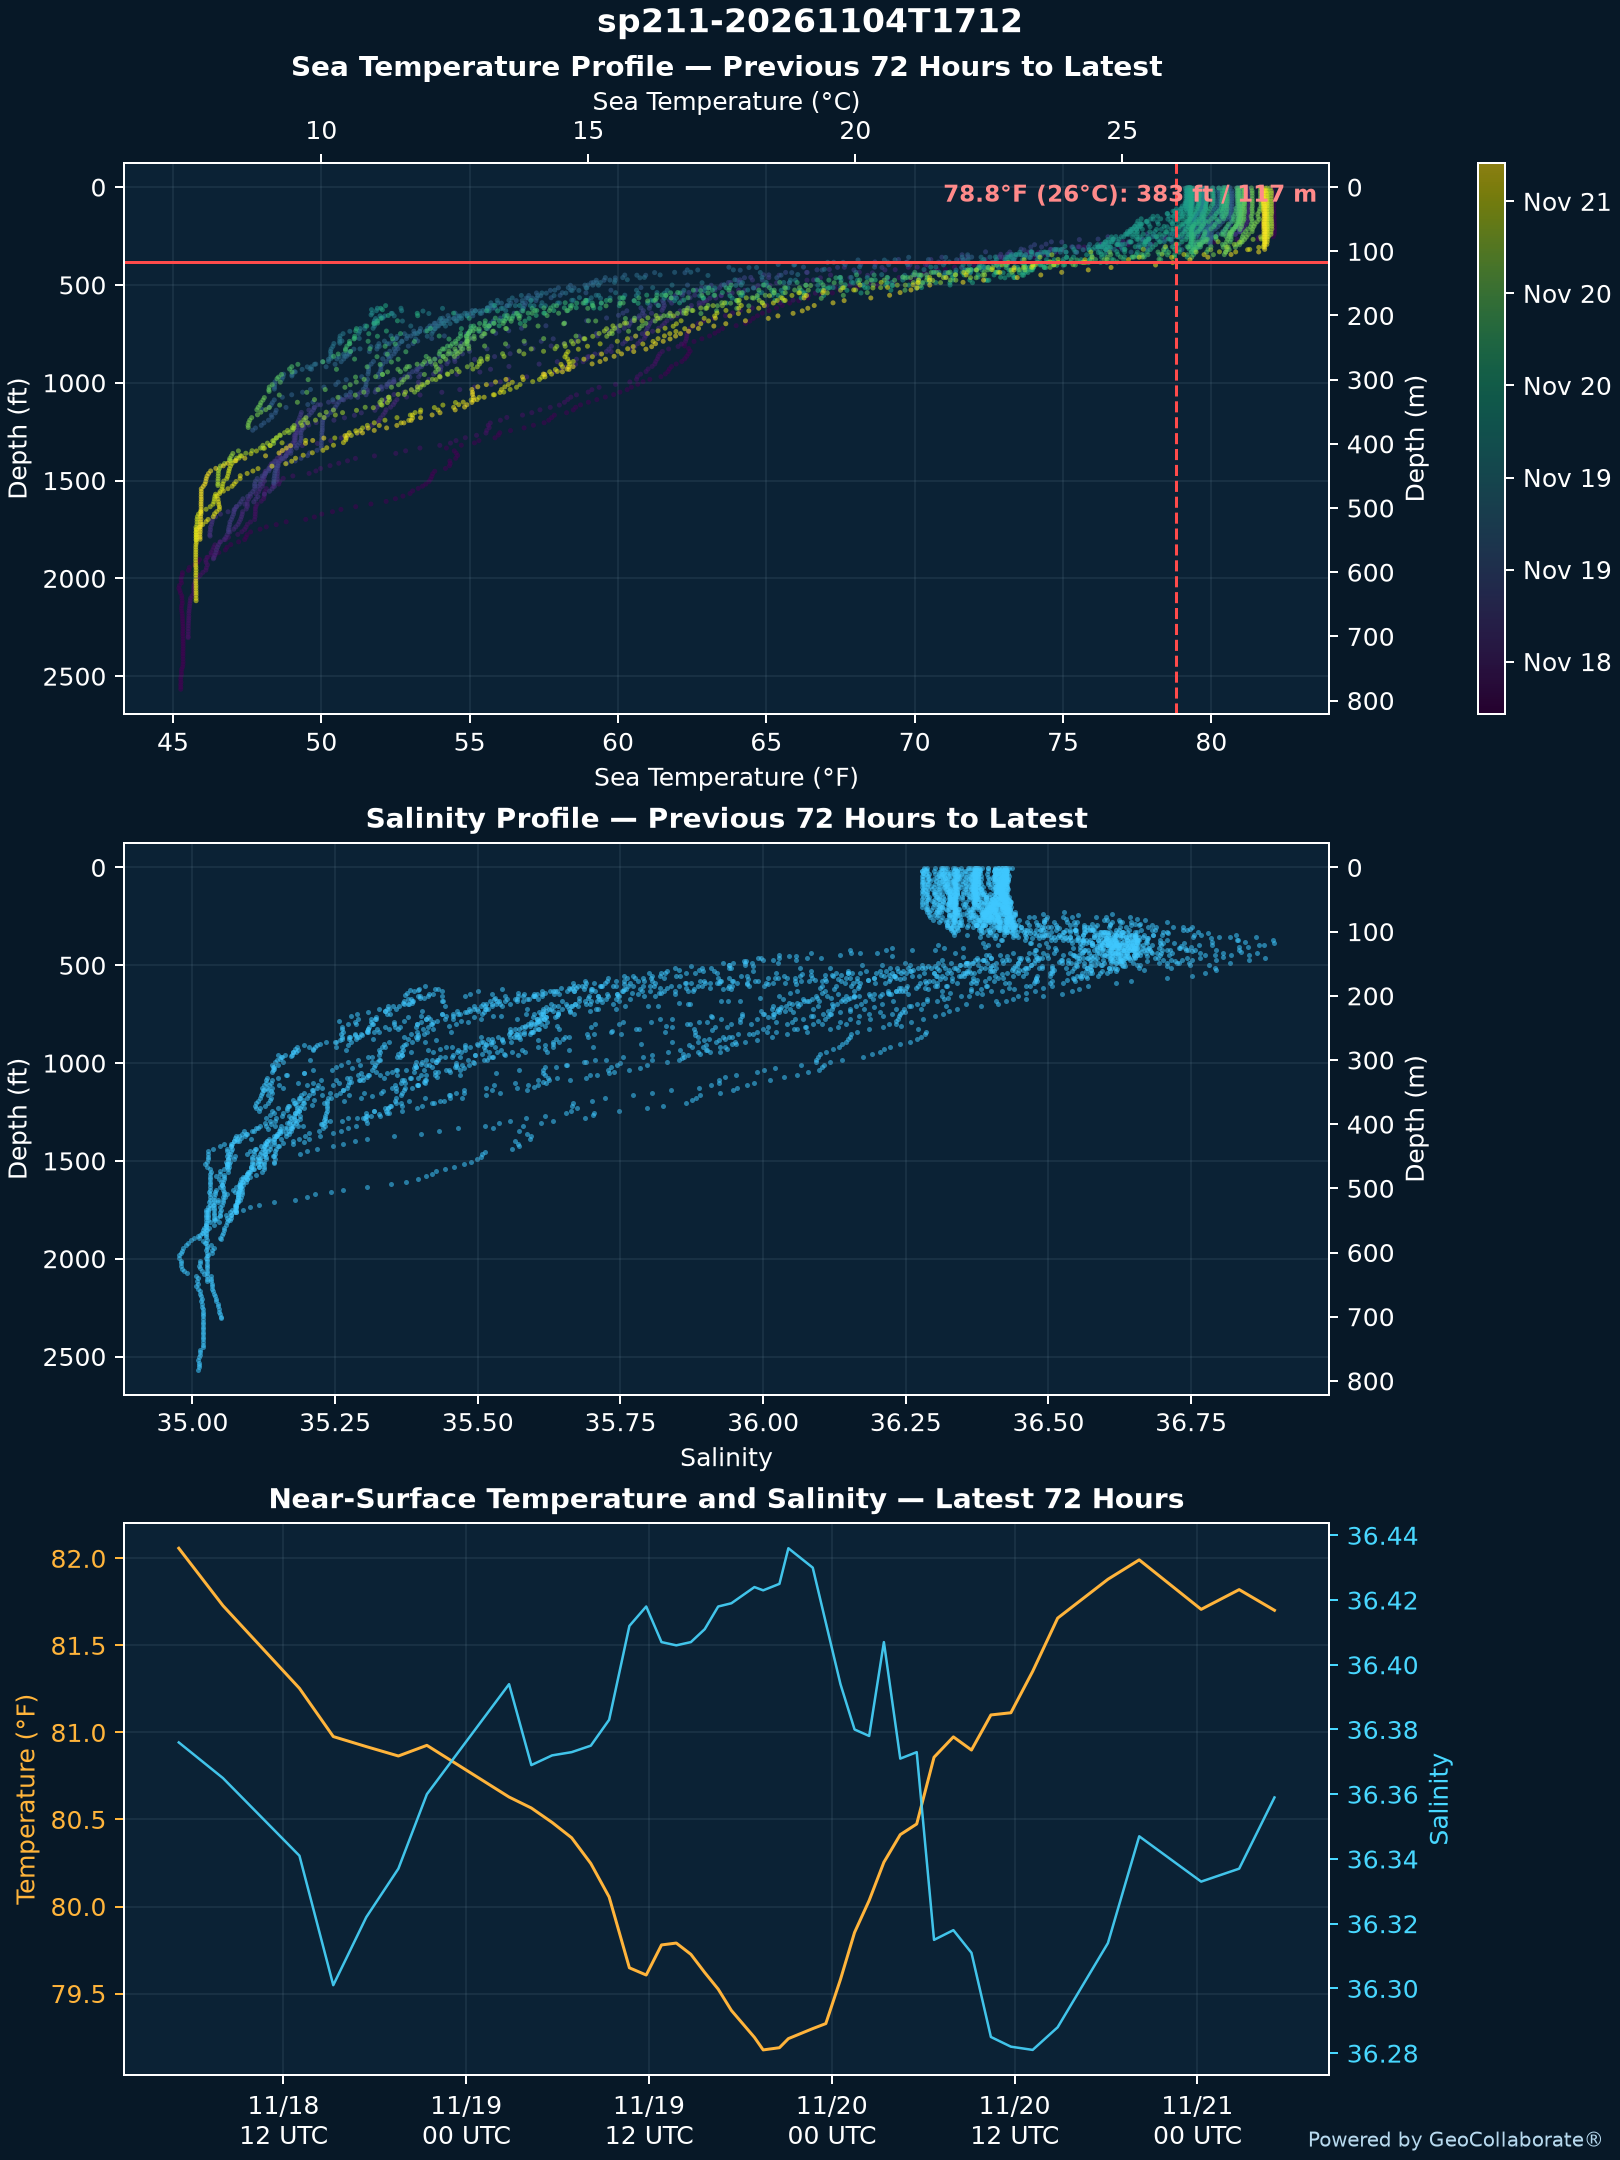 sp211-20261104T1712
Sea Temperature Profile — Previous 72 Hours to Latest
Sea Temperature (°C)
10 15 20 25
78.8°F (26°C): 383 ft / 117 m
Depth (ft)
0
500
1000
1500
2000
2500
Depth (m)
0
100
200
300
400
500
600
700
800
Nov 21
Nov 20
Nov 20
Nov 19
Nov 19
Nov 18
45 50 55 60 65 70 75 80
Sea Temperature (°F)
Salinity Profile — Previous 72 Hours to Latest
Depth (ft)
0
500
1000
1500
2000
2500
Depth (m)
0
100
200
300
400
500
600
700
800
35.00 35.25 35.50 35.75 36.00 36.25 36.50 36.75
Salinity
Near-Surface Temperature and Salinity — Latest 72 Hours
Temperature (°F)
82.0
81.5
81.0
80.5
80.0
79.5
Salinity
36.44
36.42
36.40
36.38
36.36
36.34
36.32
36.30
36.28
11/18 11/19 11/19 11/20 11/20 11/21
12 UTC 00 UTC 12 UTC 00 UTC 12 UTC 00 UTC
Powered by GeoCollaborate®